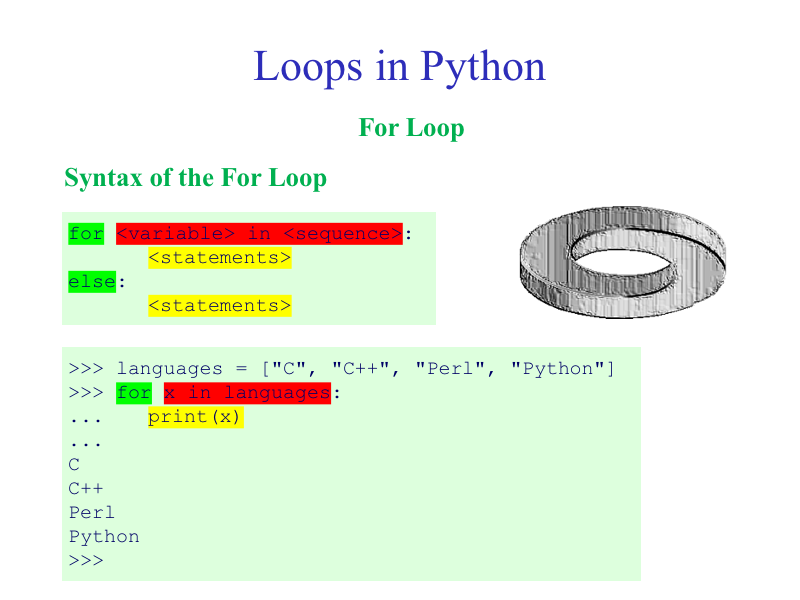 Loops in Python
For Loop
Syntax of the For Loop
for <variable> in <sequence>:
<statements>
else:
<statements>
>>> languages = ["C", "C++", "Perl", "Python"]
>>> for x in languages:
... print(x)
...
C
C++
Perl
Python
>>>